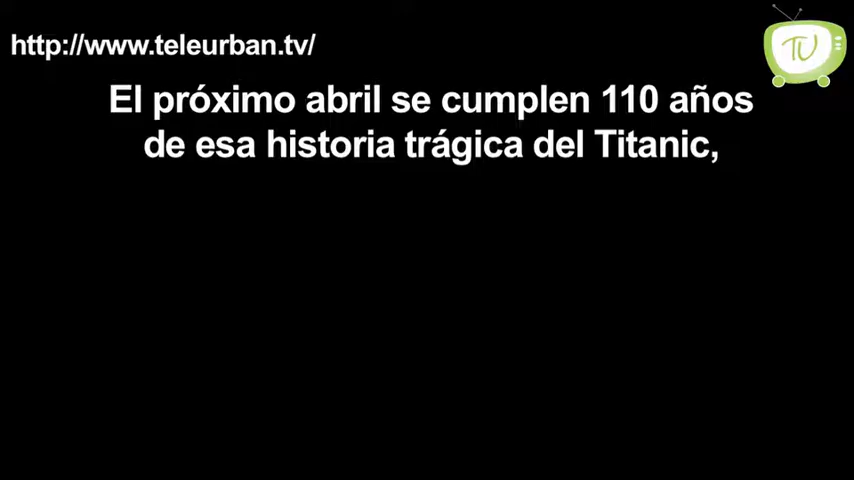 http://www.teleurban.tv/
TU
El próximo abril se cumplen 110 años
de esa historia trágica del Titanic,